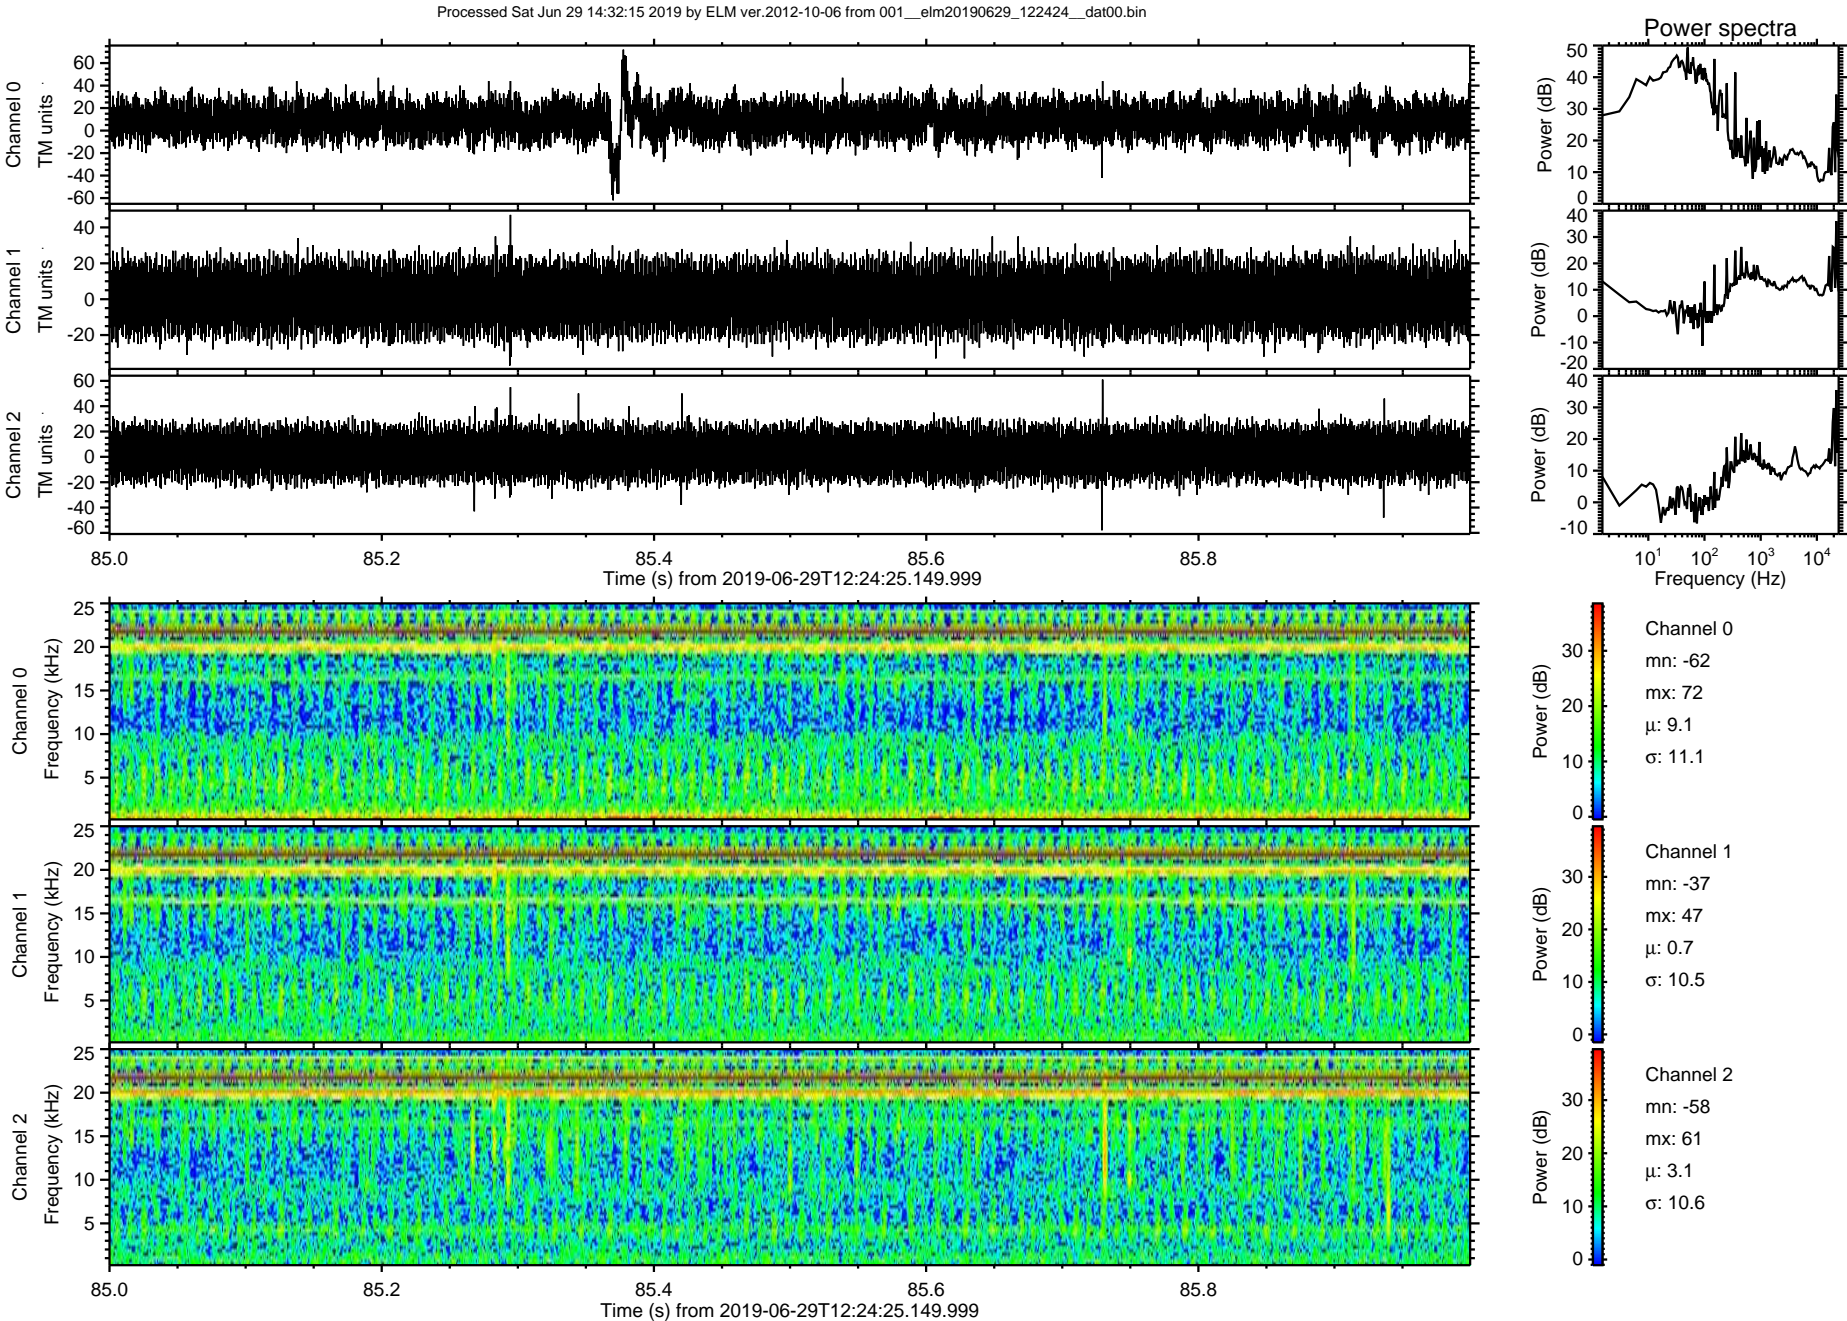 Processed Sat Jun 29 14:32:15 2019 by ELM ver.2012-10-06 from 001__elm20190629_122424__dat00.bin
Power spectra
Channel 0
TM units
60
40
20
0
-20
-40
-60
Power (dB)
50
40
30
20
10
0
Channel 1
TM units
40
20
0
-20
Power (dB)
40
30
20
10
0
-10
-20
Channel 2
TM units
60
40
20
0
-20
-40
-60
Power (dB)
40
30
20
10
0
-10
85.0 85.2 85.4 85.6 85.8
Time (s) from 2019-06-29T12:24:25.149.999
10¹ 10² 10³ 10⁴
Frequency (Hz)
Channel 0
Frequency (kHz)
25
20
15
10
5
Power (dB)
30
20
10
0
Channel 0
mn: -62
mx: 72
μ: 9.1
σ: 11.1
Channel 1
Frequency (kHz)
25
20
15
10
5
Power (dB)
30
20
10
0
Channel 1
mn: -37
mx: 47
μ: 0.7
σ: 10.5
Channel 2
Frequency (kHz)
25
20
15
10
5
Power (dB)
30
20
10
0
Channel 2
mn: -58
mx: 61
μ: 3.1
σ: 10.6
85.0 85.2 85.4 85.6 85.8
Time (s) from 2019-06-29T12:24:25.149.999